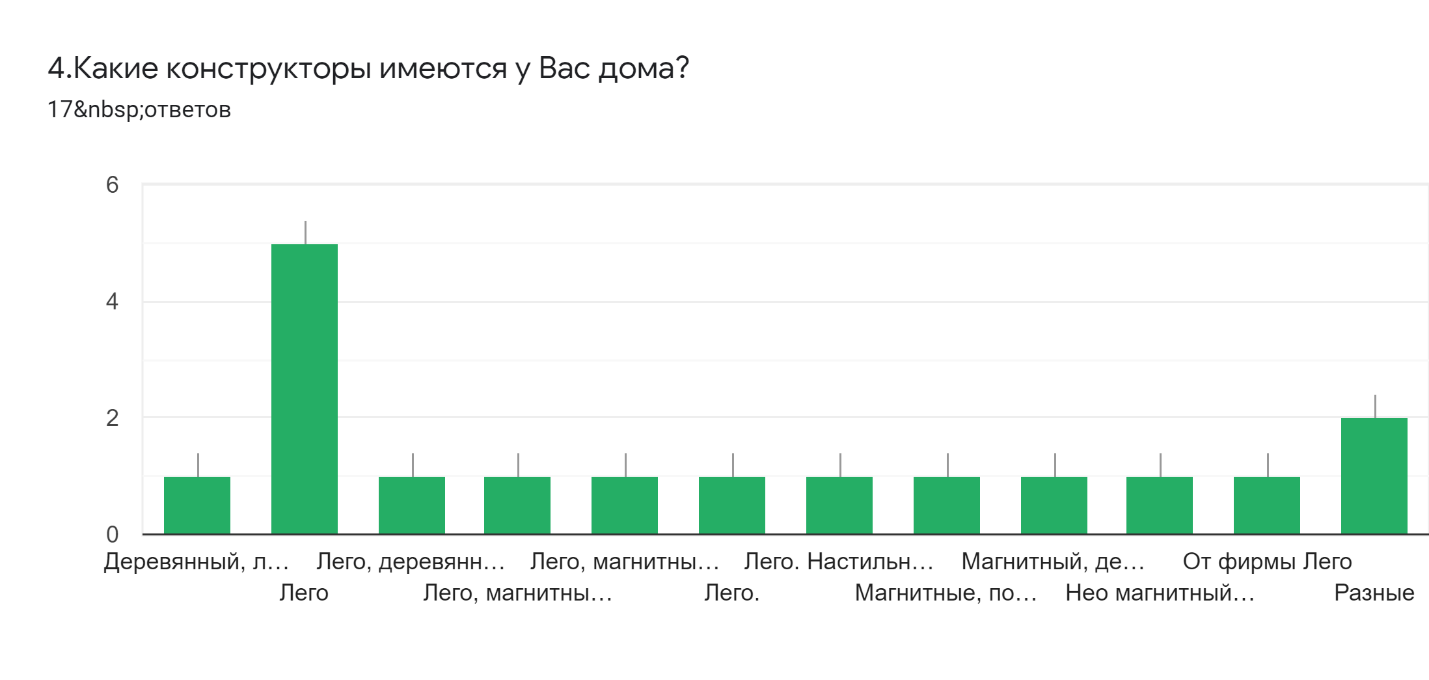 4.Какие конструкторы имеются у Вас дома?
17&nbsp;ответов
6
4
2
0
Деревянный, л… Лего, деревянн… Лего, магнитны… Лего. Настильн… Магнитный, де… От фирмы Лего
Лего Лего, магнитны… Лего. Магнитные, по… Нео магнитный… Разные